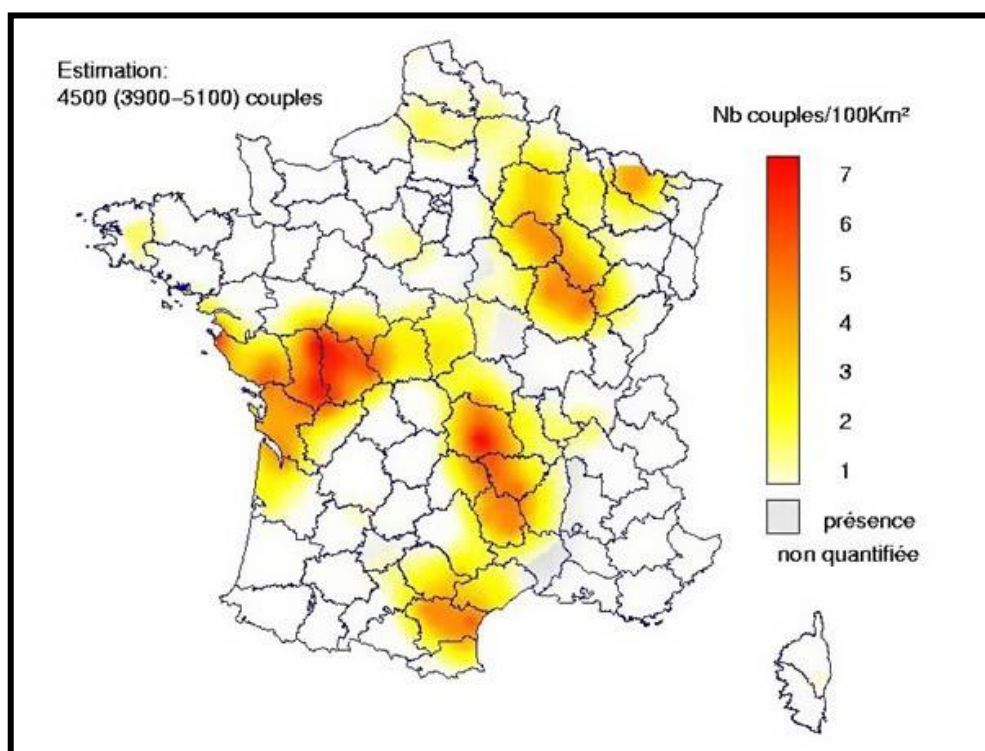 Estimation:
4500 (3900–5100) couples
Nb couples/100Km²
7
6
5
4
3
2
1
présence
non quantifiée